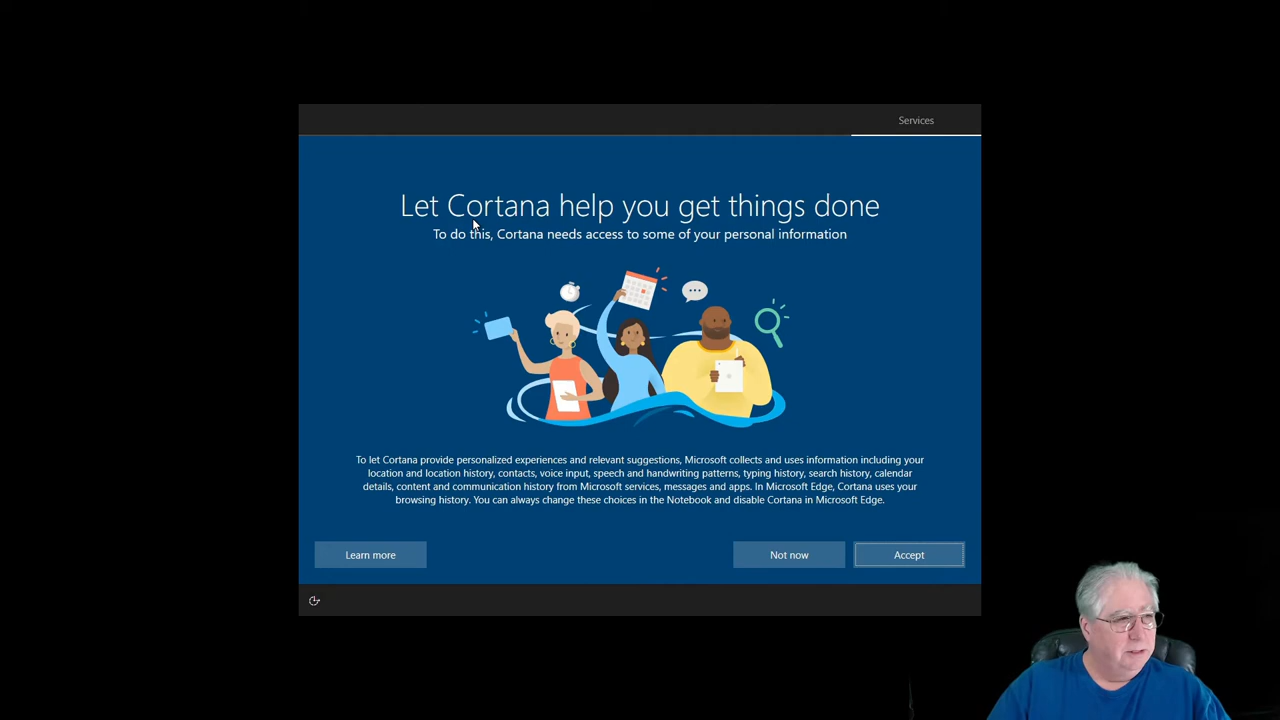 Services
Let Cortana help you get things done
To do this, Cortana needs access to some of your personal information
To let Cortana provide personalized experiences and relevant suggestions, Microsoft collects and uses information including your
location and location history, contacts, voice input, speech and handwriting patterns, typing history, search history, calendar
details, content and communication history from Microsoft services, messages and apps. In Microsoft Edge, Cortana uses your
browsing history. You can always change these choices in the Notebook and disable Cortana in Microsoft Edge.
Learn more
Not now
Accept